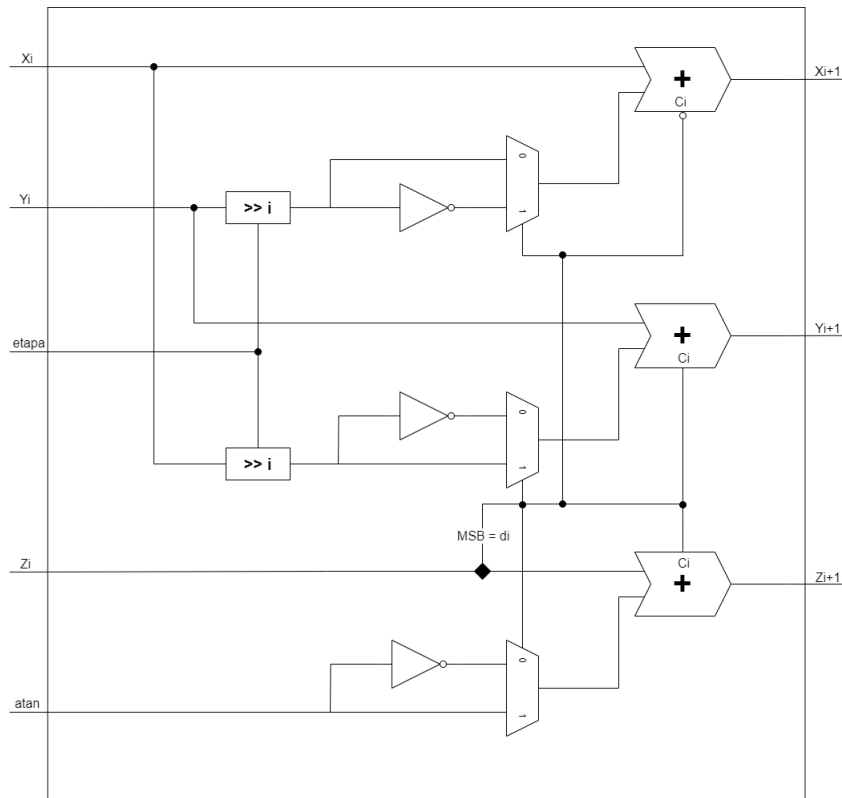 Xi
+
Ci
Xi+1
0
1
Yi
>> i
+
Ci
Yi+1
etapa
0
1
>> i
MSB = di
Zi
Ci
+
Zi+1
0
1
atan